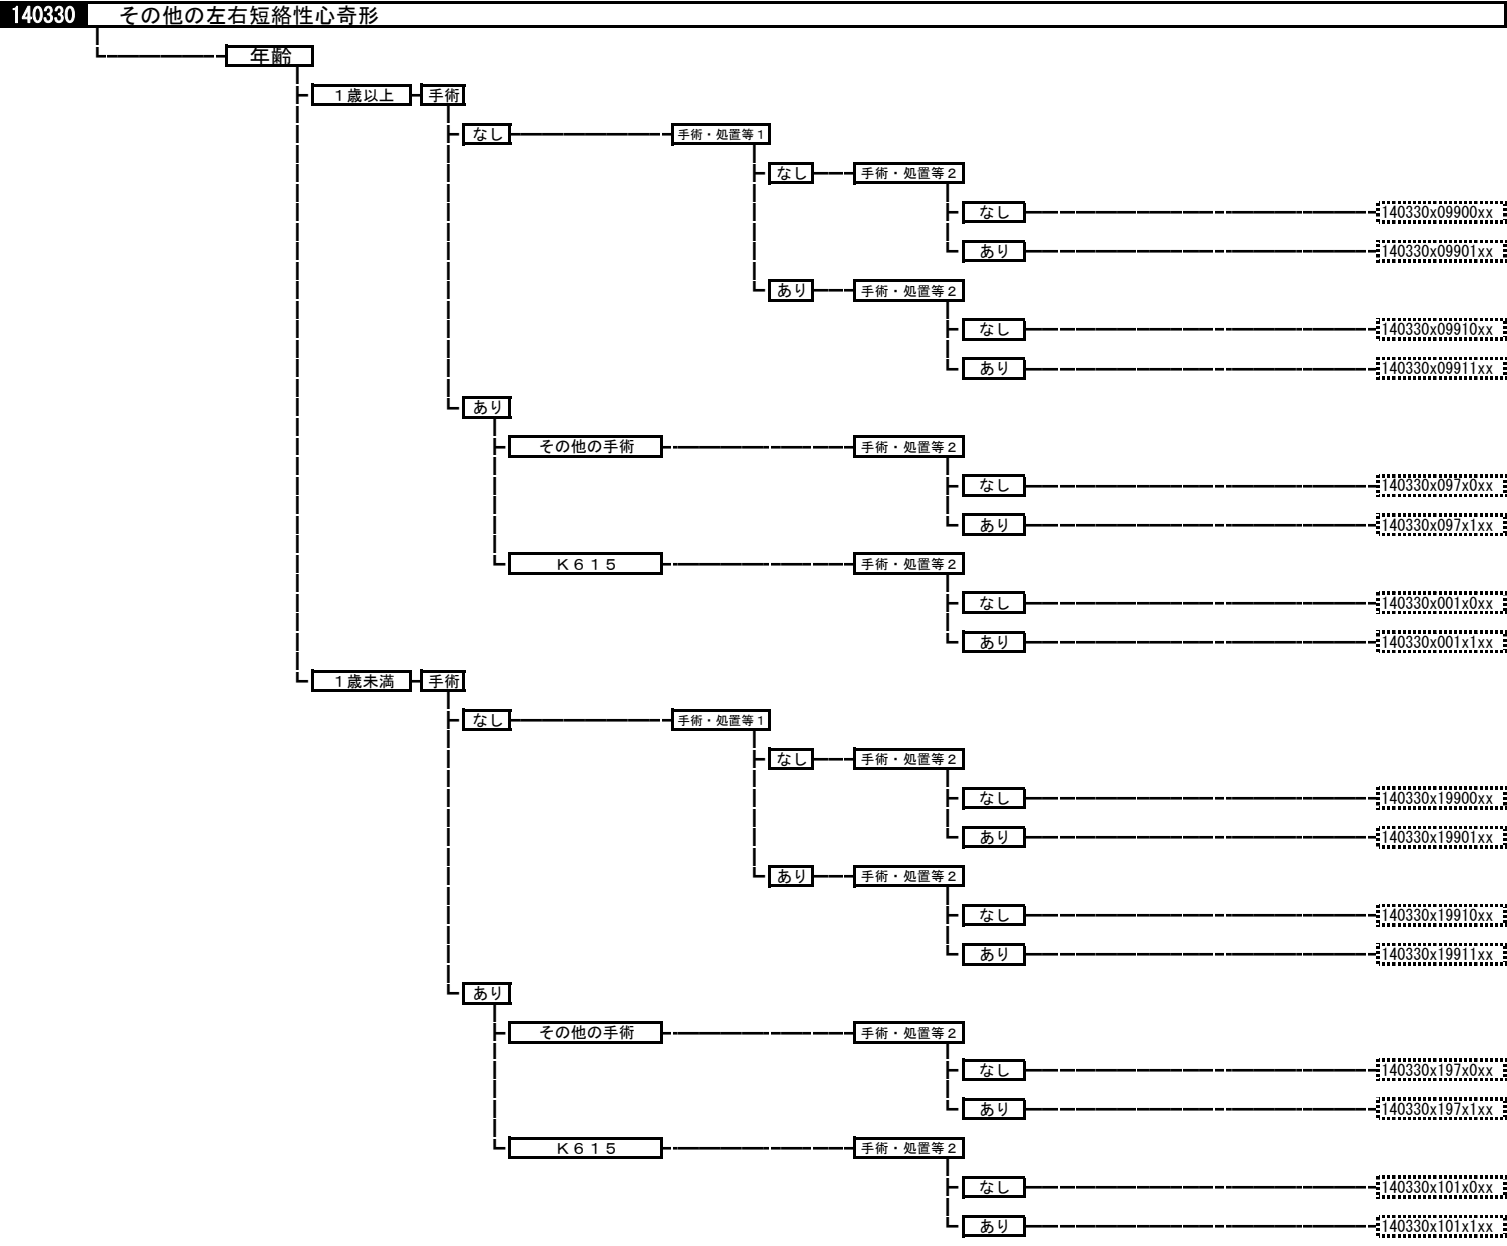 140330 その他の左右短絡性心奇形
年齢
１歳以上 手術
なし 手術・処置等１
なし 手術・処置等２
なし 140330x09900xx
あり 140330x09901xx
あり 手術・処置等２
なし 140330x09910xx
あり 140330x09911xx
あり
その他の手術 手術・処置等２
なし 140330x097x0xx
あり 140330x097x1xx
Ｋ６１５ 手術・処置等２
なし 140330x001x0xx
あり 140330x001x1xx
１歳未満 手術
なし 手術・処置等１
なし 手術・処置等２
なし 140330x19900xx
あり 140330x19901xx
あり 手術・処置等２
なし 140330x19910xx
あり 140330x19911xx
あり
その他の手術 手術・処置等２
なし 140330x197x0xx
あり 140330x197x1xx
Ｋ６１５ 手術・処置等２
なし 140330x101x0xx
あり 140330x101x1xx